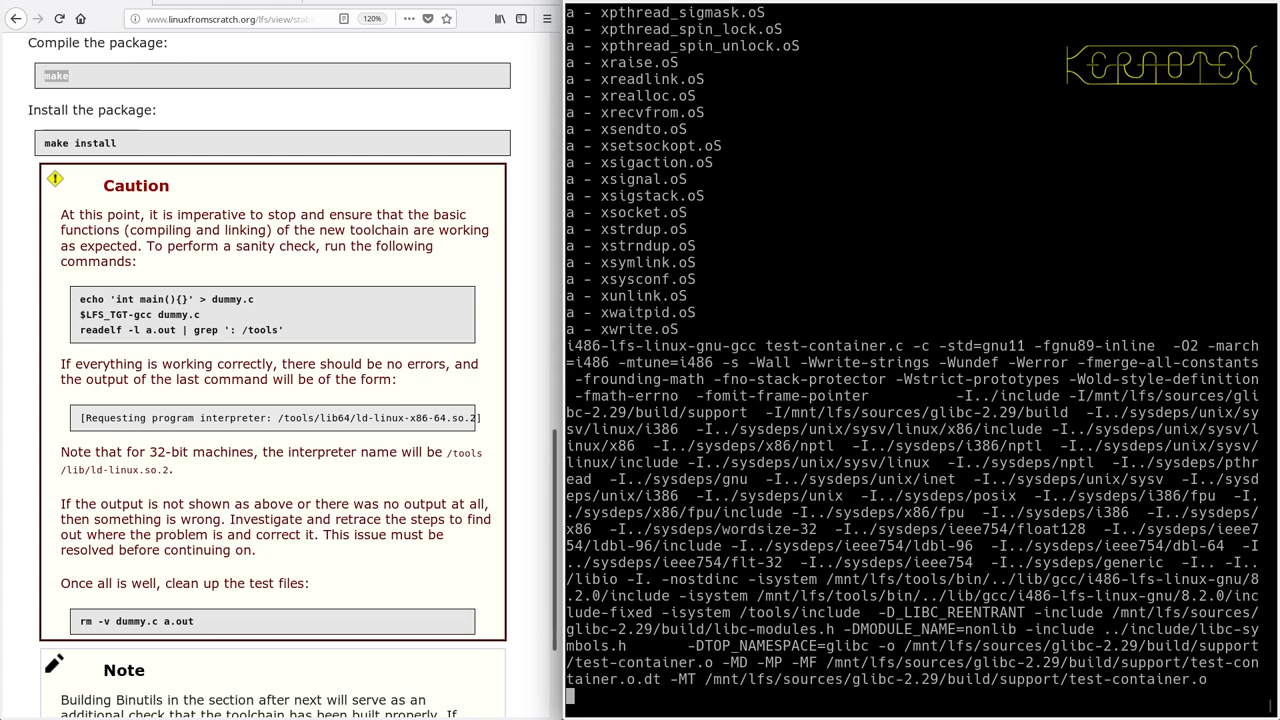 www.linuxfromscratch.org/lfs/view/stab
120%
Compile the package:
make
Install the package:
make install
Caution
At this point, it is imperative to stop and ensure that the basic
functions (compiling and linking) of the new toolchain are working
as expected. To perform a sanity check, run the following
commands:
echo 'int main(){}' > dummy.c
$LFS_TGT-gcc dummy.c
readelf -l a.out | grep ': /tools'
If everything is working correctly, there should be no errors, and
the output of the last command will be of the form:
[Requesting program interpreter: /tools/lib64/ld-linux-x86-64.so.2]
Note that for 32-bit machines, the interpreter name will be /tools
/lib/ld-linux.so.2.
If the output is not shown as above or there was no output at all,
then something is wrong. Investigate and retrace the steps to find
out where the problem is and correct it. This issue must be
resolved before continuing on.
Once all is well, clean up the test files:
rm -v dummy.c a.out
Note
Building Binutils in the section after next will serve as an
additional check that the toolchain has been built properly. If
a - xpthread_sigmask.oS
a - xpthread_spin_lock.oS
a - xpthread_spin_unlock.oS
a - xraise.oS
a - xreadlink.oS
a - xrealloc.oS
a - xrecvfrom.oS
a - xsendto.oS
a - xsetsockopt.oS
a - xsigaction.oS
a - xsignal.oS
a - xsigstack.oS
a - xsocket.oS
a - xstrdup.oS
a - xstrndup.oS
a - xsymlink.oS
a - xsysconf.oS
a - xunlink.oS
a - xwaitpid.oS
a - xwrite.oS
i486-lfs-linux-gnu-gcc test-container.c -c -std=gnu11 -fgnu89-inline  -O2 -march
=i486 -mtune=i486 -s -Wall -Wwrite-strings -Wundef -Werror -fmerge-all-constants
 -frounding-math -fno-stack-protector -Wstrict-prototypes -Wold-style-definition
 -fmath-errno  -fomit-frame-pointer          -I../include -I/mnt/lfs/sources/gli
bc-2.29/build/support  -I/mnt/lfs/sources/glibc-2.29/build  -I../sysdeps/unix/sy
sv/linux/i386  -I../sysdeps/unix/sysv/linux/x86/include -I../sysdeps/unix/sysv/l
inux/x86  -I../sysdeps/x86/nptl  -I../sysdeps/i386/nptl  -I../sysdeps/unix/sysv/
linux/include -I../sysdeps/unix/sysv/linux  -I../sysdeps/nptl  -I../sysdeps/pthr
ead  -I../sysdeps/gnu  -I../sysdeps/unix/inet  -I../sysdeps/unix/sysv  -I../sysd
eps/unix/i386  -I../sysdeps/unix  -I../sysdeps/posix  -I../sysdeps/i386/fpu  -I.
./sysdeps/x86/fpu/include -I../sysdeps/x86/fpu  -I../sysdeps/i386  -I../sysdeps/
x86  -I../sysdeps/wordsize-32  -I../sysdeps/ieee754/float128  -I../sysdeps/ieee7
54/ldbl-96/include -I../sysdeps/ieee754/ldbl-96  -I../sysdeps/ieee754/dbl-64  -I
../sysdeps/ieee754/flt-32  -I../sysdeps/ieee754  -I../sysdeps/generic  -I.. -I..
/libio -I. -nostdinc -isystem /mnt/lfs/tools/bin/../lib/gcc/i486-lfs-linux-gnu/8
.2.0/include -isystem /mnt/lfs/tools/bin/../lib/gcc/i486-lfs-linux-gnu/8.2.0/inc
lude-fixed -isystem /tools/include  -D_LIBC_REENTRANT -include /mnt/lfs/sources/
glibc-2.29/build/libc-modules.h -DMODULE_NAME=nonlib -include ../include/libc-sy
mbols.h       -DTOP_NAMESPACE=glibc -o /mnt/lfs/sources/glibc-2.29/build/support
/test-container.o -MD -MP -MF /mnt/lfs/sources/glibc-2.29/build/support/test-con
tainer.o.dt -MT /mnt/lfs/sources/glibc-2.29/build/support/test-container.o